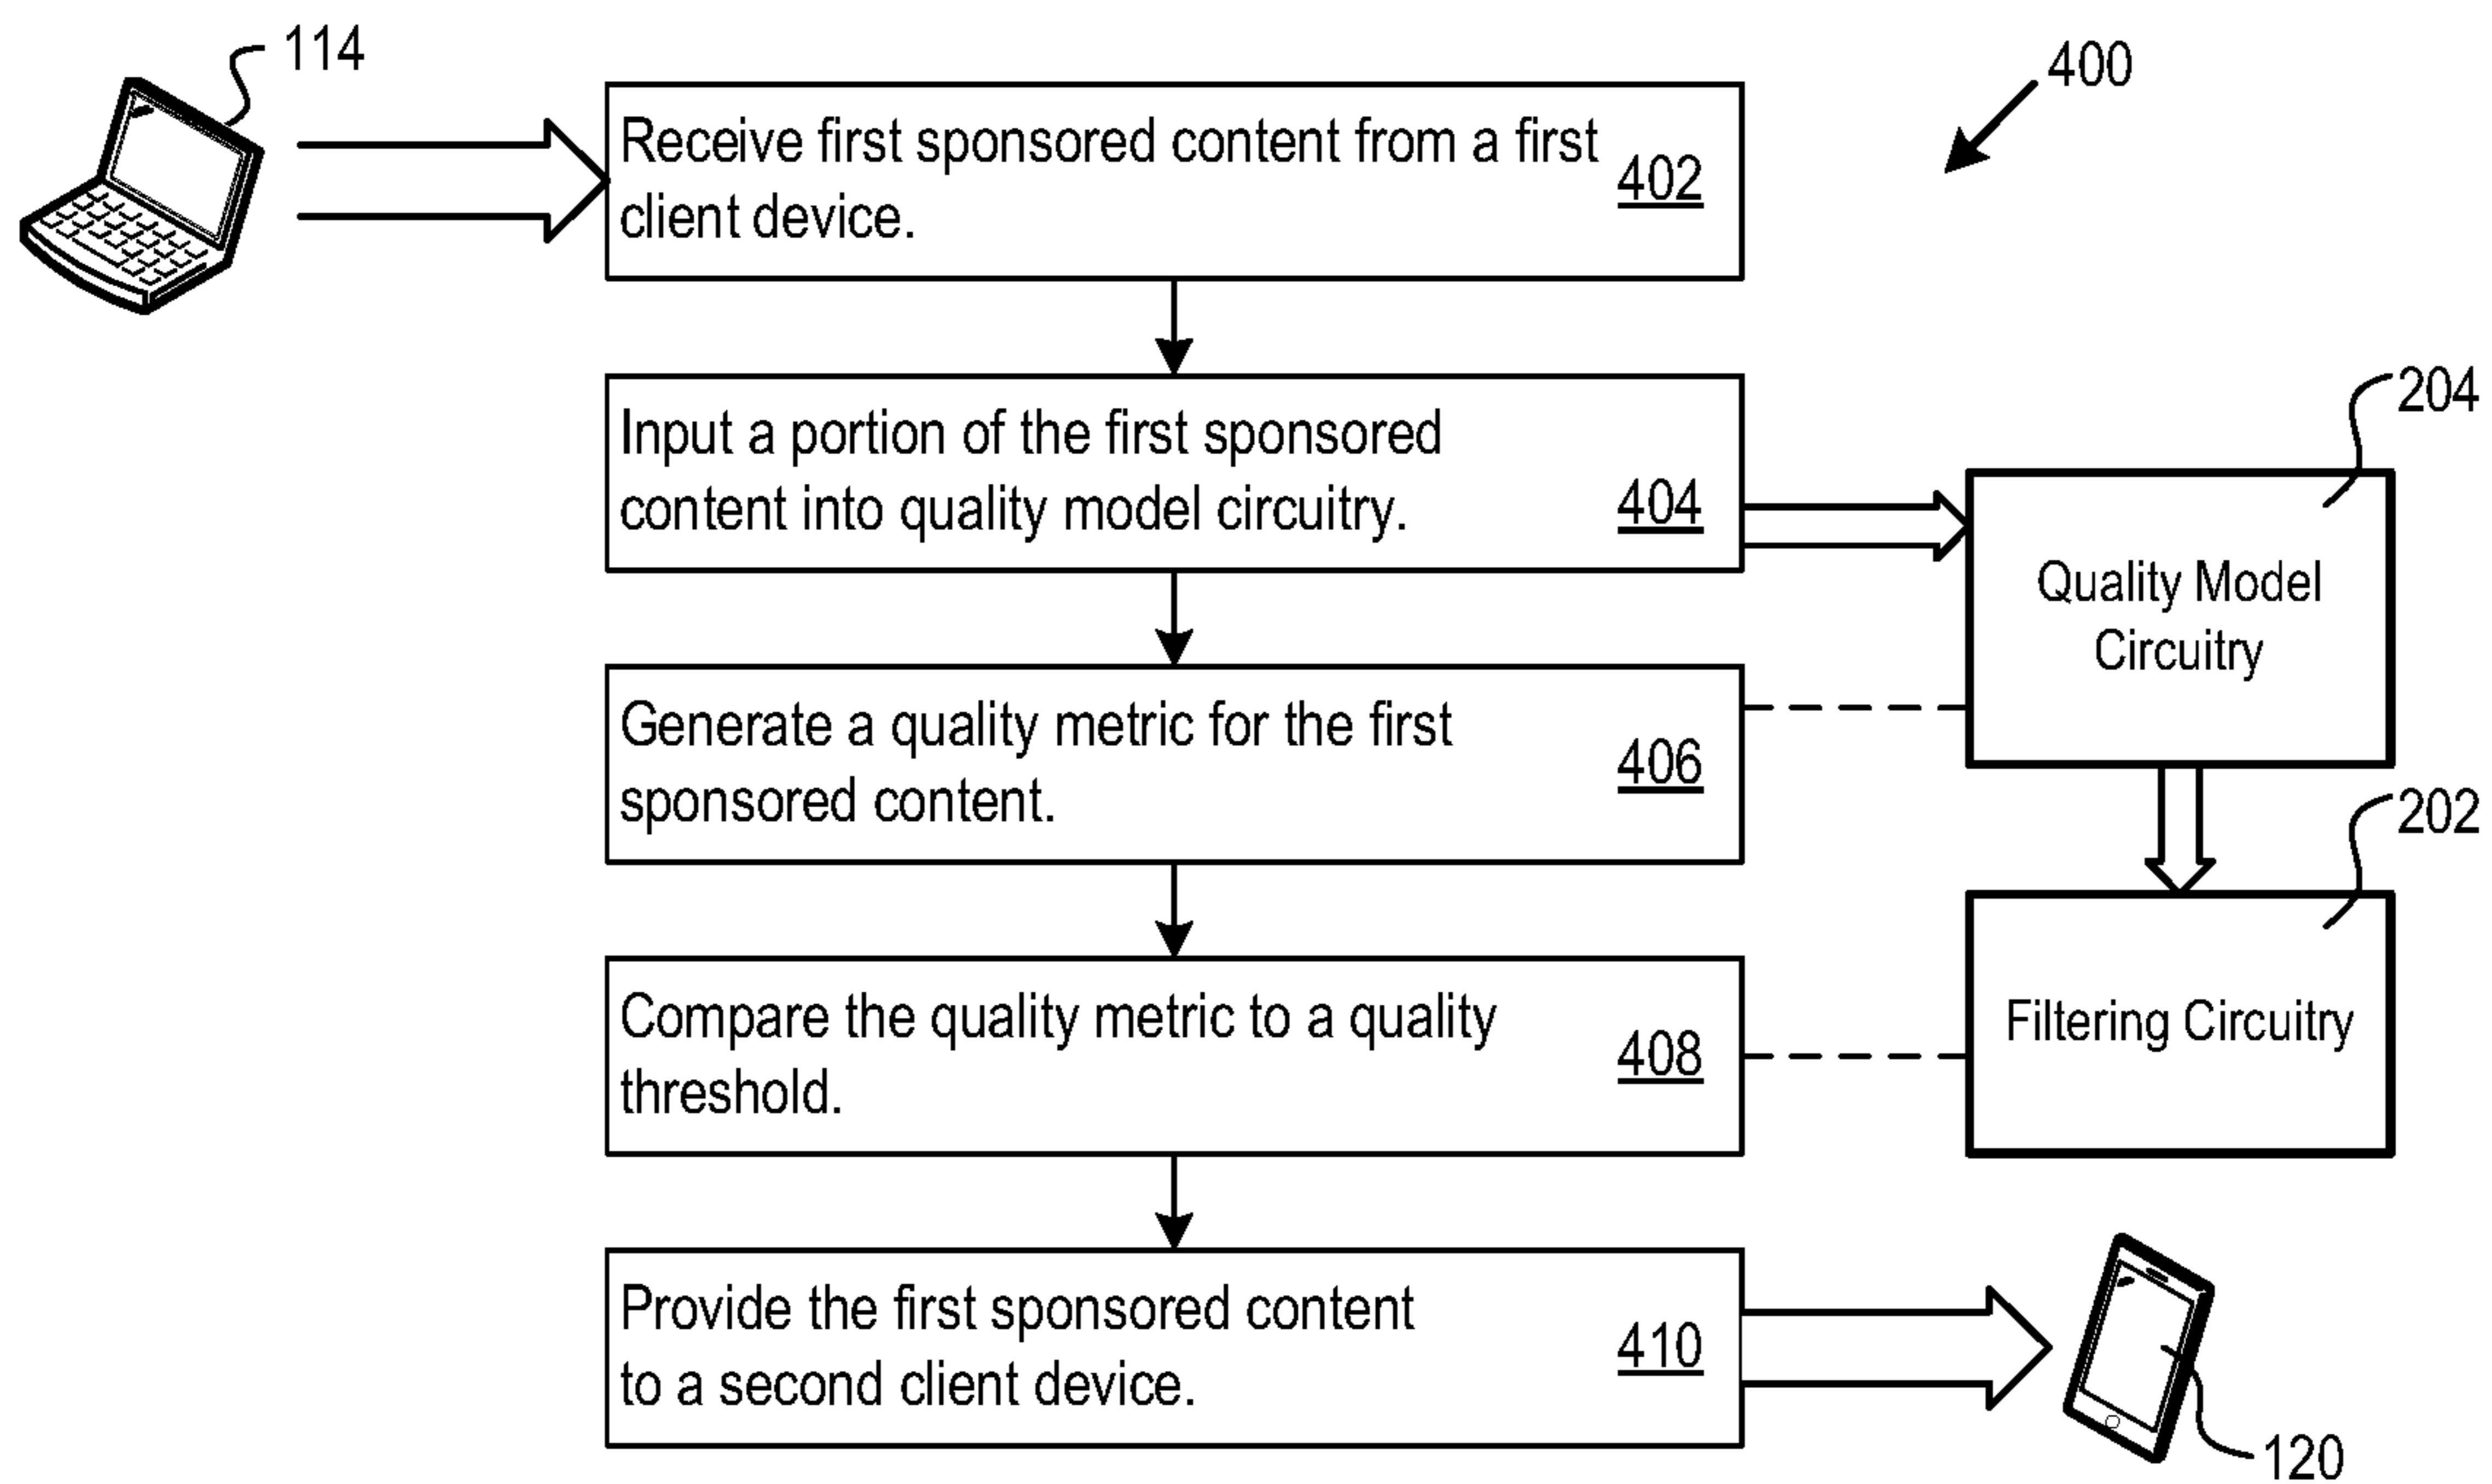 114
400
Receive first sponsored content from a first
client device.
402
Input a portion of the first sponsored
content into quality model circuitry.
404
204
Quality Model
Circuitry
Generate a quality metric for the first
sponsored content.
406
202
Filtering Circuitry
Compare the quality metric to a quality
threshold.
408
Provide the first sponsored content
to a second client device.
410
120